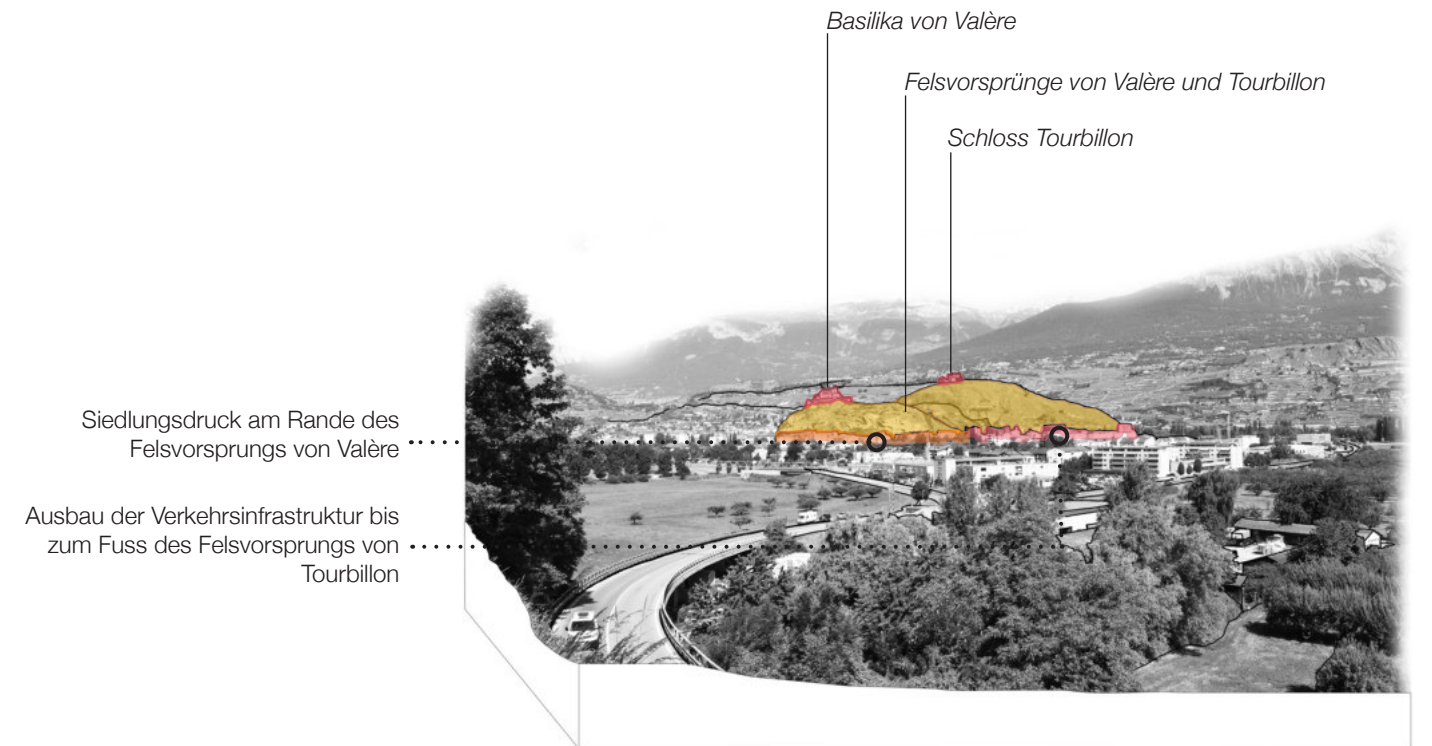 Basilika von Valère
Felsvorsprünge von Valère und Tourbillon
Schloss Tourbillon
Siedlungsdruck am Rande des
Felsvorsprungs von Valère
Ausbau der Verkehrsinfrastruktur bis
zum Fuss des Felsvorsprungs von
Tourbillon